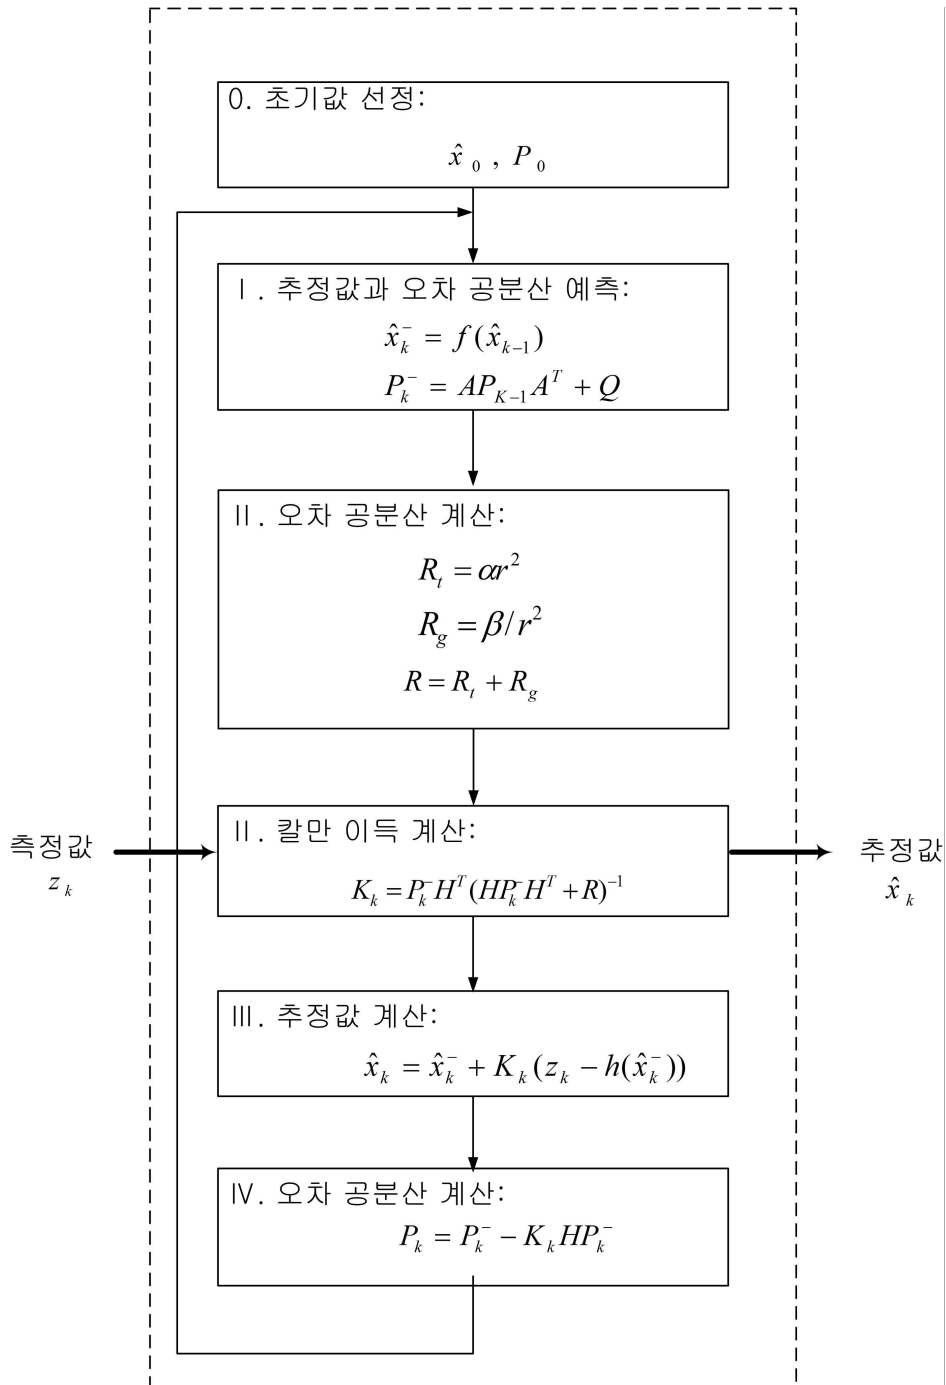 0. 초기값 선정:
x̂₀ , P₀
Ⅰ. 추정값과 오차 공분산 예측:
x̂ₖ⁻ = f(x̂ₖ₋₁)
Pₖ⁻ = AP_{K−1}Aᵀ + Q
Ⅱ. 오차 공분산 계산:
Rₜ = αr²
R_g = β/r²
R = Rₜ + R_g
Ⅱ. 칼만 이득 계산:
Kₖ = Pₖ⁻Hᵀ(HPₖ⁻Hᵀ + R)⁻¹
측정값
zₖ
추정값
x̂ₖ
Ⅲ. 추정값 계산:
x̂ₖ = x̂ₖ⁻ + Kₖ(zₖ − h(x̂ₖ⁻))
Ⅳ. 오차 공분산 계산:
Pₖ = Pₖ⁻ − KₖHPₖ⁻